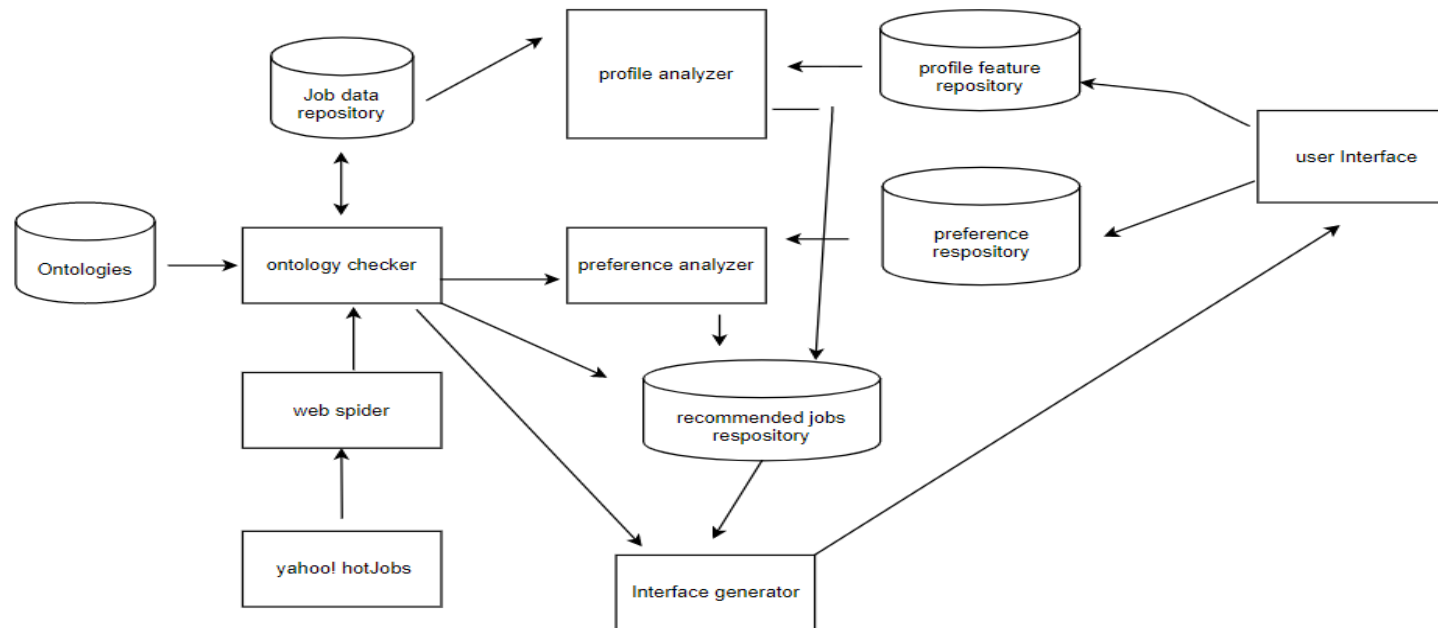 profile analyzer
profile feature
repository
Job data
repository
user Interface
preference
respository
Ontologies
ontology checker
preference analyzer
web spider
recommended jobs
respository
yahoo! hotJobs
Interface generator